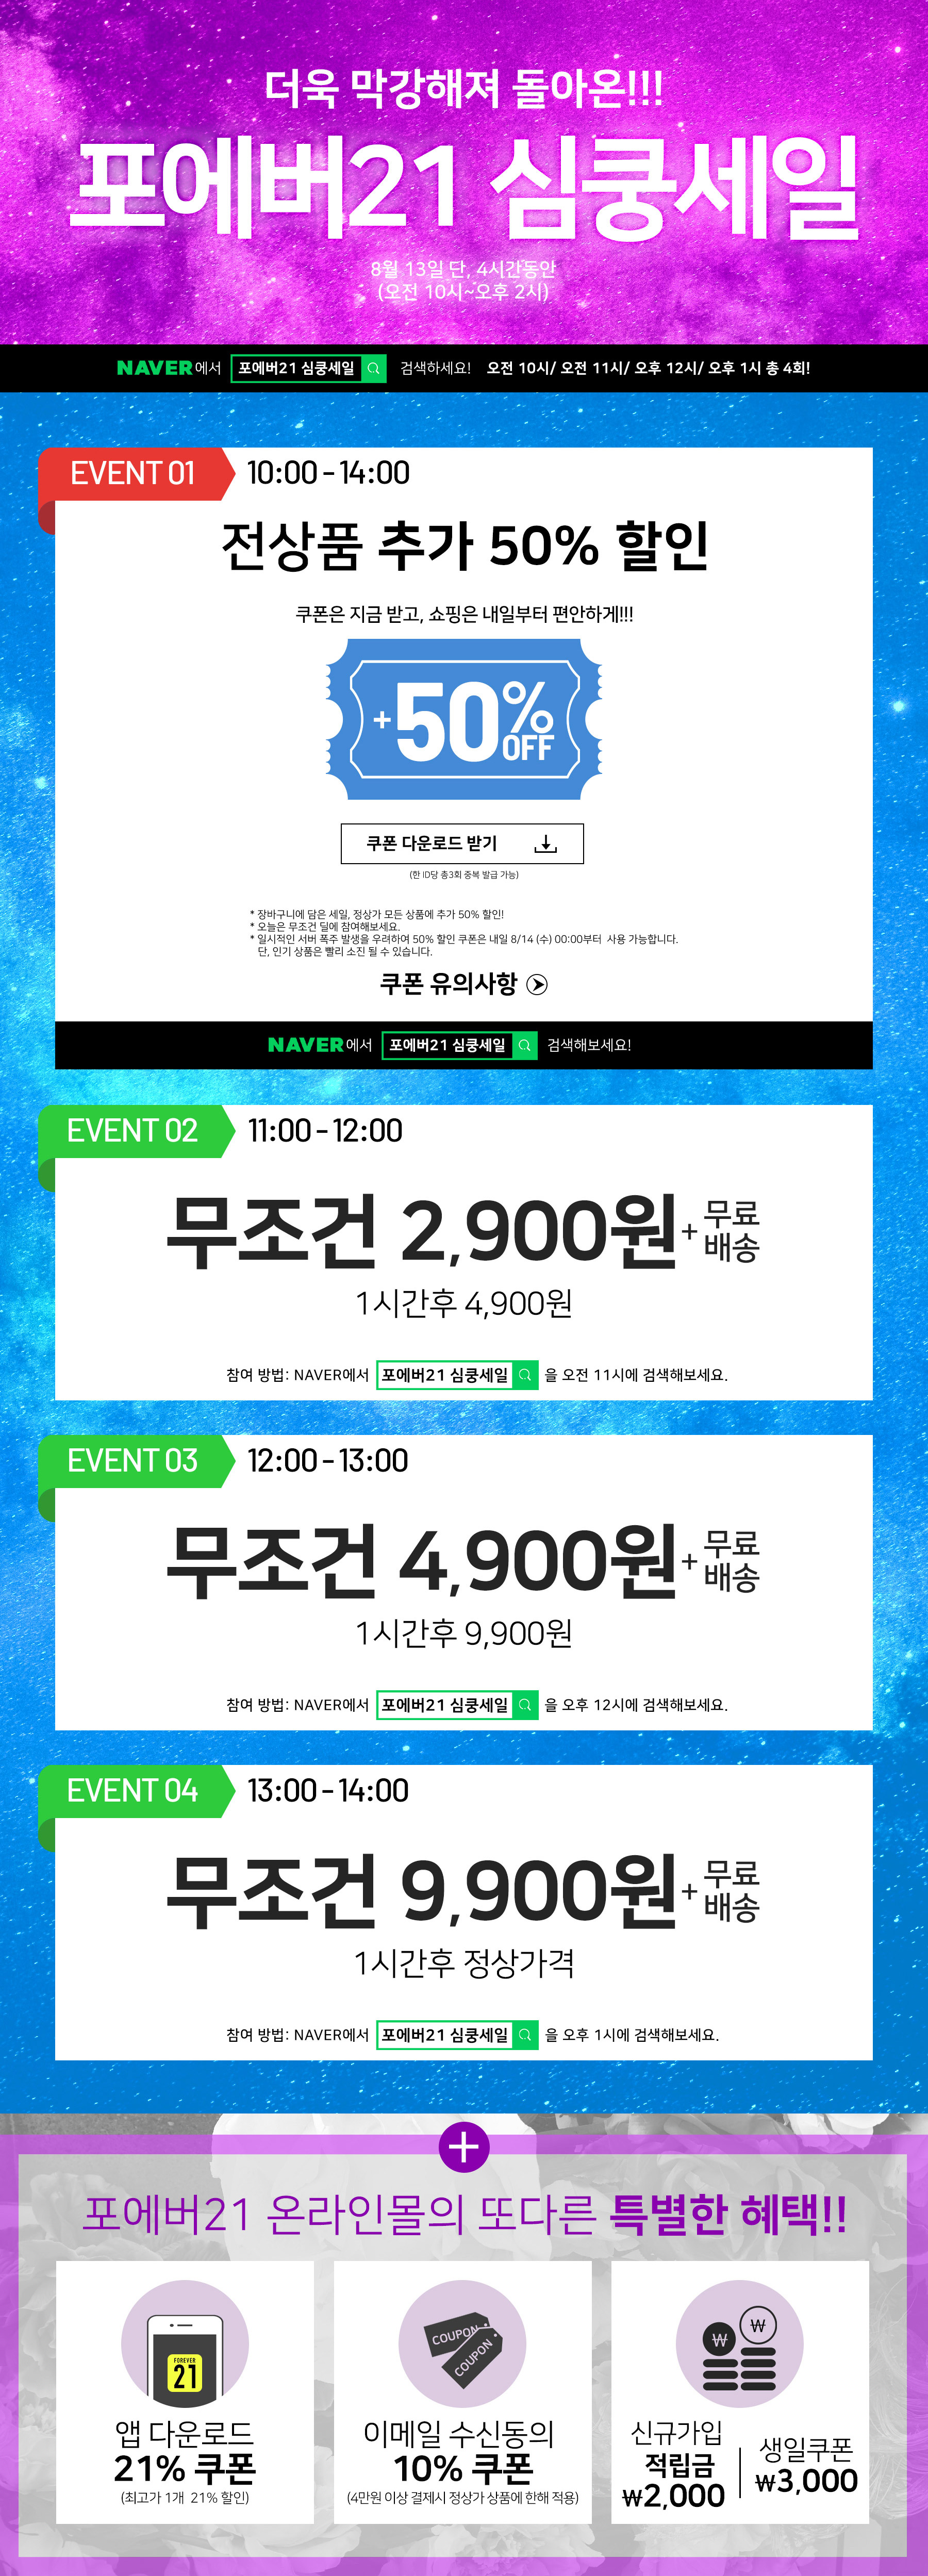 더욱 막강해져 돌아온!!!
포에버21 심쿵세일
8월 13일 단, 4시간동안
(오전 10시~오후 2시)
NAVER에서 포에버21 심쿵세일 검색하세요! 오전 10시/ 오전 11시/ 오후 12시/ 오후 1시 총 4회!
EVENT 01 10:00 - 14:00
전상품 추가 50% 할인
쿠폰은 지금 받고, 쇼핑은 내일부터 편안하게!!!
+50% OFF
쿠폰 다운로드 받기
(한 ID당 총3회 중복 발급 가능)
* 장바구니에 담은 세일, 정상가 모든 상품에 추가 50% 할인!
* 오늘은 무조건 딜에 참여해보세요.
* 일시적인 서버 폭주 발생을 우려하여 50% 할인 쿠폰은 내일 8/14 (수) 00:00부터 사용 가능합니다.
단, 인기 상품은 빨리 소진 될 수 있습니다.
쿠폰 유의사항
NAVER에서 포에버21 심쿵세일 검색해보세요!
EVENT 02 11:00 - 12:00
무조건 2,900원 + 무료 배송
1시간후 4,900원
참여 방법: NAVER에서 포에버21 심쿵세일 을 오전 11시에 검색해보세요.
EVENT 03 12:00 - 13:00
무조건 4,900원 + 무료 배송
1시간후 9,900원
참여 방법: NAVER에서 포에버21 심쿵세일 을 오후 12시에 검색해보세요.
EVENT 04 13:00 - 14:00
무조건 9,900원 + 무료 배송
1시간후 정상가격
참여 방법: NAVER에서 포에버21 심쿵세일 을 오후 1시에 검색해보세요.
+
포에버21 온라인몰의 또다른 특별한 혜택!!
FOREVER
21
앱 다운로드
21% 쿠폰
(최고가 1개 21% 할인)
COUPON
COUPON
이메일 수신동의
10% 쿠폰
(4만원 이상 결제시 정상가 상품에 한해 적용)
₩ ₩
신규가입
적립금
₩2,000
생일쿠폰
₩3,000